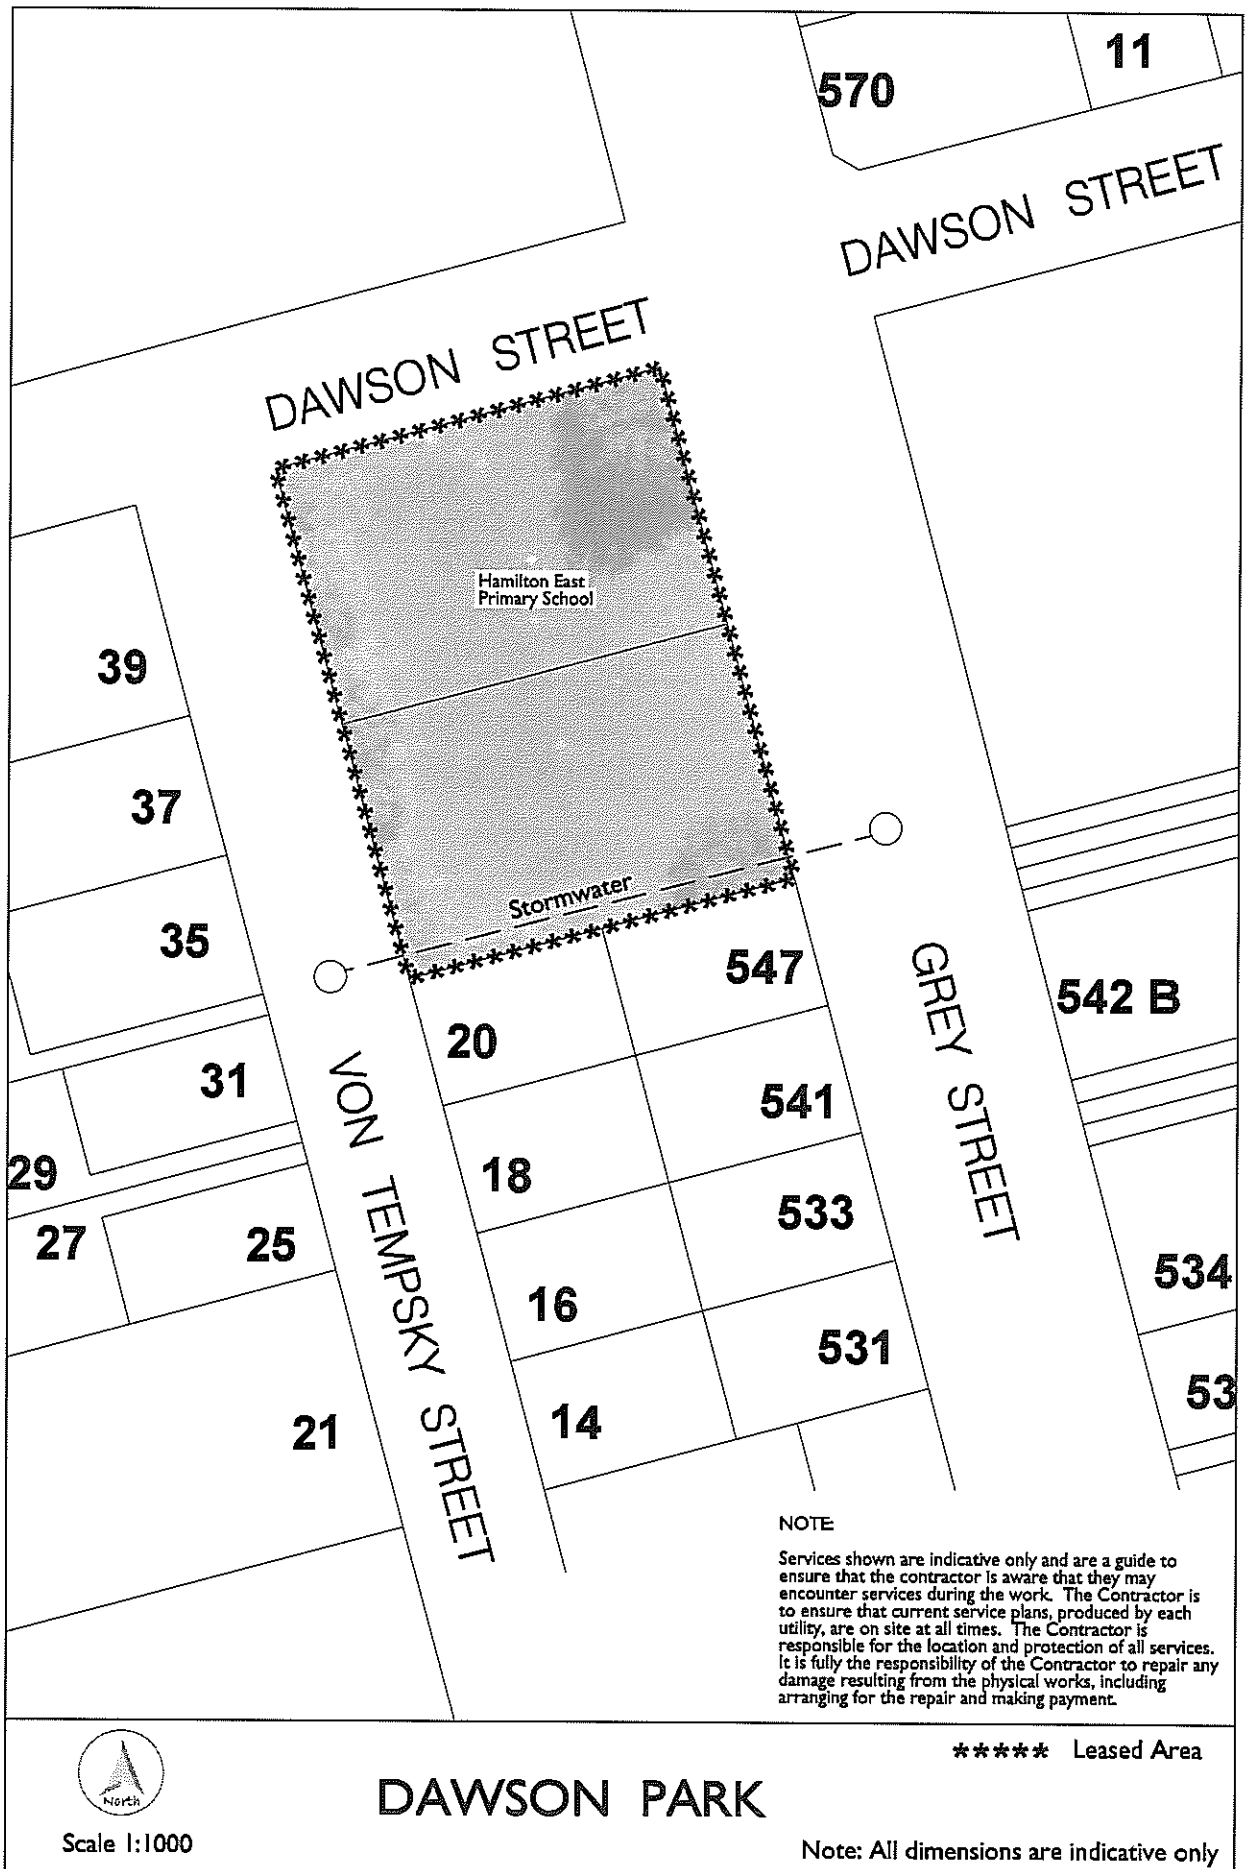 11
570
DAWSON STREET
DAWSON STREET
Hamilton East
Primary School
39
37
35
Stormwater
547
20
542 B
GREY STREET
31
VON TEMPSKY STREET
541
18
29
533
27
25
534
16
531
53
14
21
NOTE
Services shown are indicative only and are a guide to
ensure that the contractor is aware that they may
encounter services during the work. The Contractor is
to ensure that current service plans, produced by each
utility, are on site at all times. The Contractor is
responsible for the location and protection of all services.
It is fully the responsibility of the Contractor to repair any
damage resulting from the physical works, including
arranging for the repair and making payment.
***** Leased Area
North
DAWSON PARK
Scale 1:1000
Note: All dimensions are indicative only